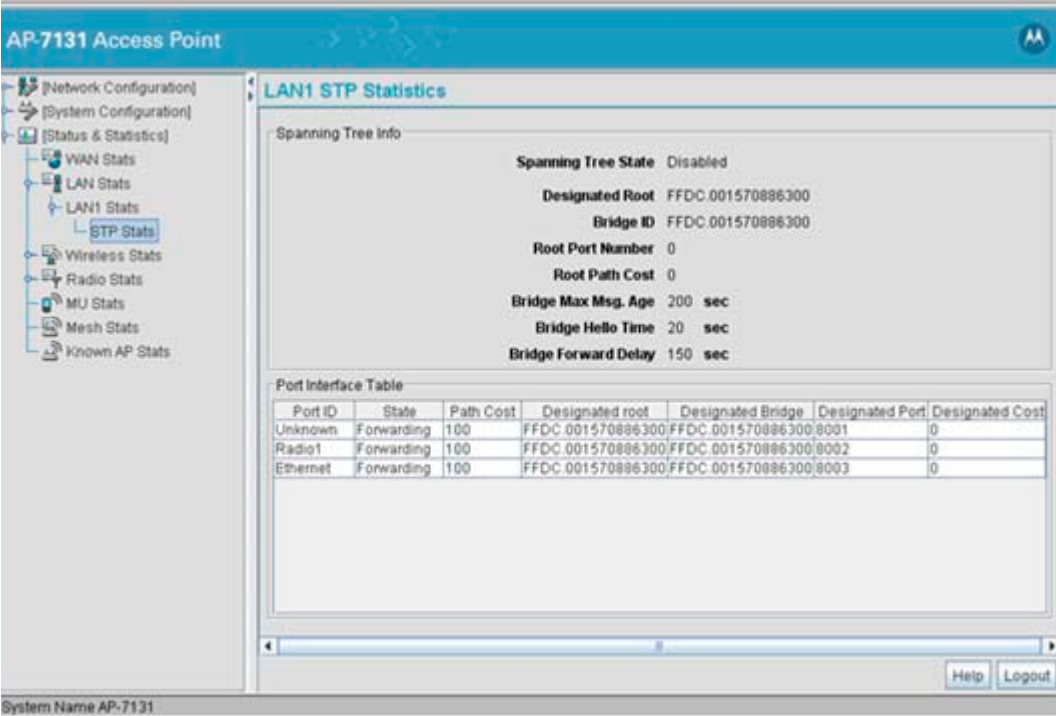 AP-7131 Access Point
[Network Configuration]
[System Configuration]
[Status & Statistics]
WAN Stats
LAN Stats
LAN1 Stats
STP Stats
Wireless Stats
Radio Stats
MU Stats
Mesh Stats
Known AP Stats
LAN1 STP Statistics
Spanning Tree Info
Spanning Tree State Disabled
Designated Root FFDC.001570886300
Bridge ID FFDC.001570886300
Root Port Number 0
Root Path Cost 0
Bridge Max Msg. Age 200 sec
Bridge Hello Time 20 sec
Bridge Forward Delay 150 sec
Port Interface Table
Port ID State Path Cost Designated root Designated Bridge Designated Port Designated Cost
Unknown Forwarding 100 FFDC.001570886300 FFDC.001570886300 8001 0
Radio1 Forwarding 100 FFDC.001570886300 FFDC.001570886300 8002 0
Ethernet Forwarding 100 FFDC.001570886300 FFDC.001570886300 8003 0
Help Logout
System Name AP-7131